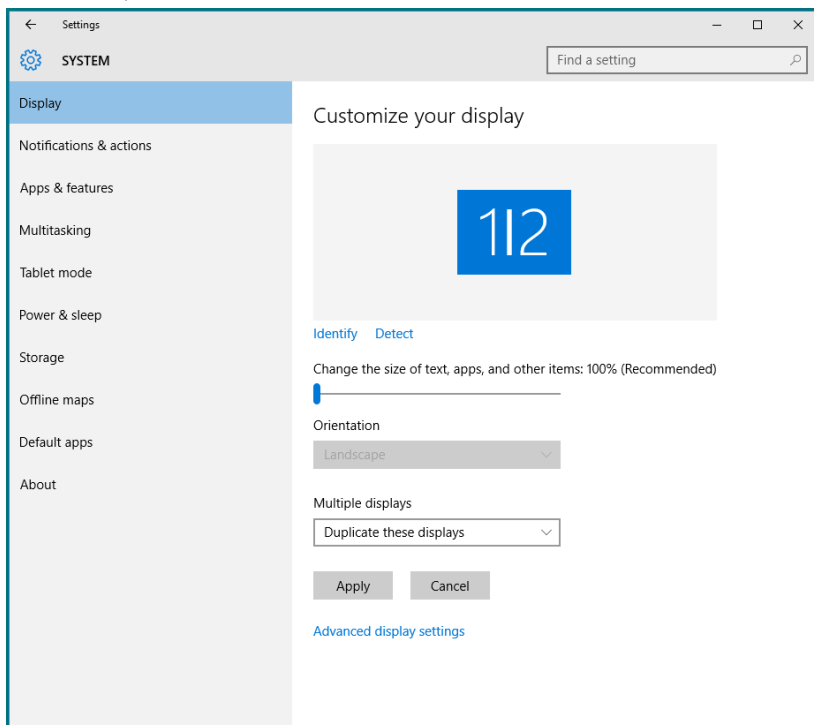 Settings
SYSTEM
Find a setting
Display
Notifications & actions
Apps & features
Multitasking
Tablet mode
Power & sleep
Storage
Offline maps
Default apps
About
Customize your display
1|2
Identify Detect
Change the size of text, apps, and other items: 100% (Recommended)
Orientation
Landscape
Multiple displays
Duplicate these displays
Apply Cancel
Advanced display settings